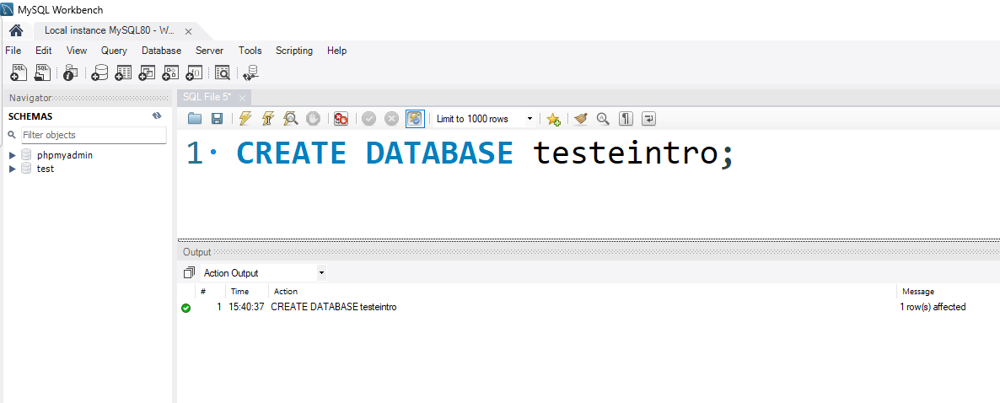 MySQL Workbench
Local instance MySQL80 - W...
File Edit View Query Database Server Tools Scripting Help
Navigator
SCHEMAS
Filter objects
phpmyadmin
test
SQL File 5*
Limit to 1000 rows
1 CREATE DATABASE testeintro;
Output
Action Output
# Time Action Message
1 15:40:37 CREATE DATABASE testeintro 1 row(s) affected